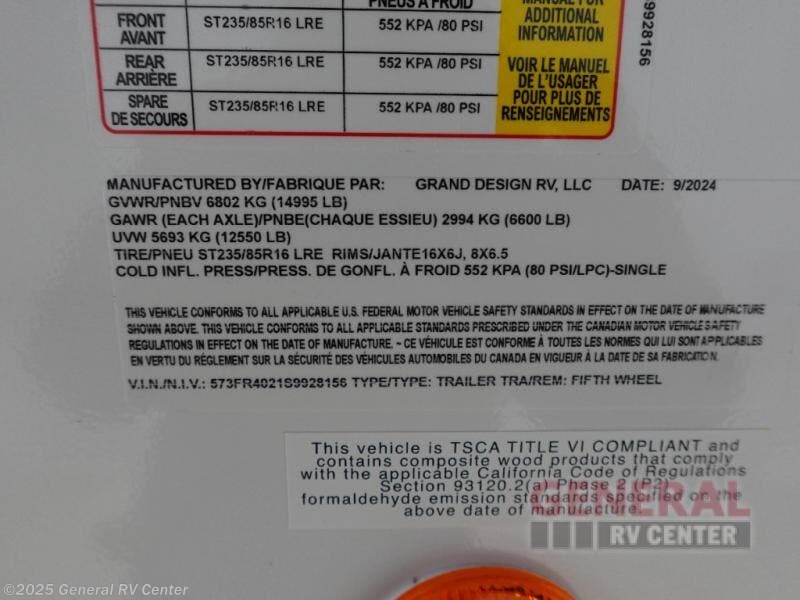 PNEUS À FROID
MANUAL FOR
ADDITIONAL
INFORMATION
FRONT
AVANT
ST235/85R16 LRE
552 KPA /80 PSI
REAR
ARRIÈRE
ST235/85R16 LRE
552 KPA /80 PSI
SPARE
DE SECOURS
ST235/85R16 LRE
552 KPA /80 PSI
VOIR LE MANUEL
DE L'USAGER
POUR PLUS DE
RENSEIGNEMENTS
9928156
MANUFACTURED BY/FABRIQUE PAR: GRAND DESIGN RV, LLC DATE: 9/2024
GVWR/PNBV 6802 KG (14995 LB)
GAWR (EACH AXLE)/PNBE(CHAQUE ESSIEU) 2994 KG (6600 LB)
UVW 5693 KG (12550 LB)
TIRE/PNEU ST235/85R16 LRE RIMS/JANTE16X6J, 8X6.5
COLD INFL. PRESS/PRESS. DE GONFL. À FROID 552 KPA (80 PSI/LPC)-SINGLE
THIS VEHICLE CONFORMS TO ALL APPLICABLE U.S. FEDERAL MOTOR VEHICLE SAFETY STANDARDS IN EFFECT ON THE DATE OF MANUFACTURE
SHOWN ABOVE. THIS VEHICLE CONFORMS TO ALL APPLICABLE STANDARDS PRESCRIBED UNDER THE CANADIAN MOTOR VEHICLE SAFETY
REGULATIONS IN EFFECT ON THE DATE OF MANUFACTURE. ~ CE VÉHICULE EST CONFORME À TOUTES LES NORMES QUI LUI SONT APPLICABLES
EN VERTU DU RÉGLEMENT SUR LA SÉCURITÉ DES VÉHICULES AUTOMOBILES DU CANADA EN VIGUEUR À LA DATE DE SA FABRICATION.
V.I.N./N.I.V.: 573FR4021S9928156 TYPE/TYPE: TRAILER TRA/REM: FIFTH WHEEL
This vehicle is TSCA TITLE VI COMPLIANT and
contains composite wood products that comply
with the applicable California Code of Regulations
Section 93120.2(a) Phase 2 (P2)
formaldehyde emission standards specified on the
above date of manufacture.
GENERAL
RV CENTER
©2025 General RV Center